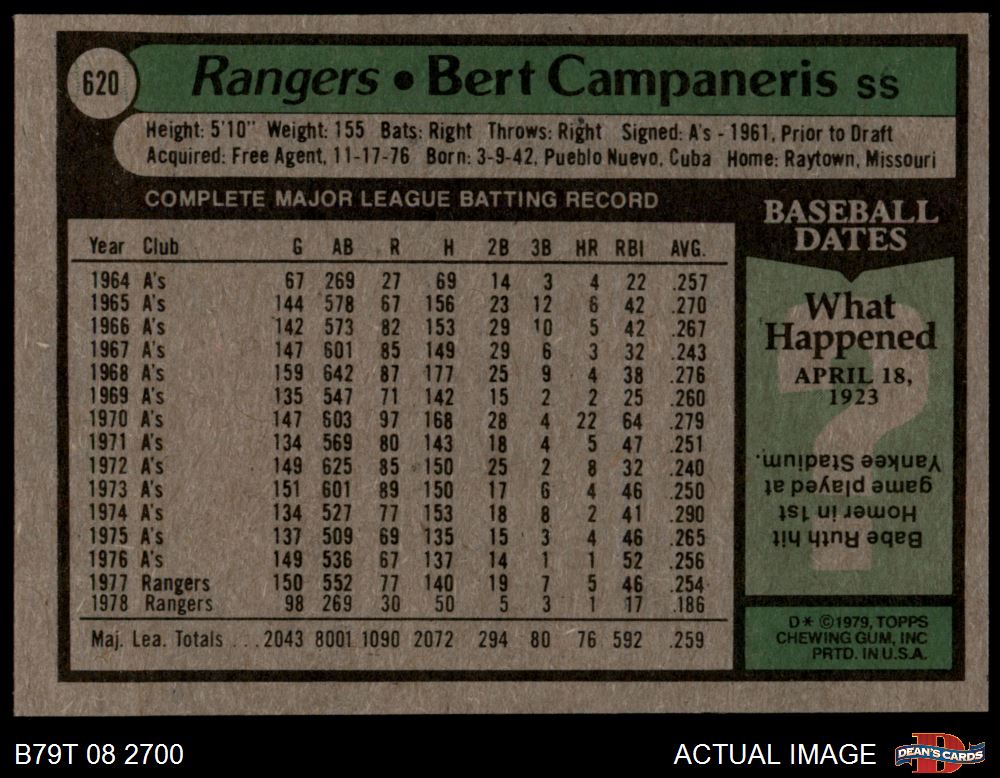 620
Rangers • Bert Campaneris SS
Height: 5'10" Weight: 155 Bats: Right Throws: Right Signed: A's - 1961, Prior to Draft
Acquired: Free Agent, 11-17-76 Born: 3-9-42, Pueblo Nuevo, Cuba Home: Raytown, Missouri
COMPLETE MAJOR LEAGUE BATTING RECORD
Year Club G AB R H 2B 3B HR RBI AVG.
1964 A's 67 269 27 69 14 3 4 22 .257
1965 A's 144 578 67 156 23 12 6 42 .270
1966 A's 142 573 82 153 29 10 5 42 .267
1967 A's 147 601 85 149 29 6 3 32 .243
1968 A's 159 642 87 177 25 9 4 38 .276
1969 A's 135 547 71 142 15 2 2 25 .260
1970 A's 147 603 97 168 28 4 22 64 .279
1971 A's 134 569 80 143 18 4 5 47 .251
1972 A's 149 625 85 150 25 2 8 32 .240
1973 A's 151 601 89 150 17 6 4 46 .250
1974 A's 134 527 77 153 18 8 2 41 .290
1975 A's 137 509 69 135 15 3 4 46 .265
1976 A's 149 536 67 137 14 1 1 52 .256
1977 Rangers 150 552 77 140 19 7 5 46 .254
1978 Rangers 98 269 30 50 5 3 1 17 .186
Maj. Lea. Totals . . . 2043 8001 1090 2072 294 80 76 592 .259
BASEBALL
DATES
What
Happened
APRIL 18,
1923
?
Babe Ruth hit
Homer in 1st
game played at
Yankee Stadium.
D* ©1979, TOPPS
CHEWING GUM, INC
PRTD. IN U.S.A.
B79T 08 2700
ACTUAL IMAGE
DEAN'S CARDS